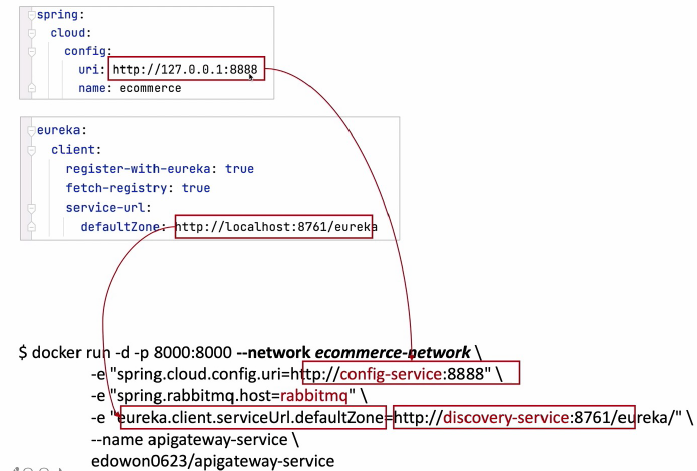 spring:
cloud:
config:
uri: http://127.0.0.1:8888
name: ecommerce
eureka:
client:
register-with-eureka: true
fetch-registry: true
service-url:
defaultZone: http://localhost:8761/eureka
$ docker run -d -p 8000:8000 --network ecommerce-network \
-e "spring.cloud.config.uri=http://config-service:8888" \
-e "spring.rabbitmq.host=rabbitmq" \
-e "eureka.client.serviceUrl.defaultZone=http://discovery-service:8761/eureka/" \
--name apigateway-service \
edowon0623/apigateway-service